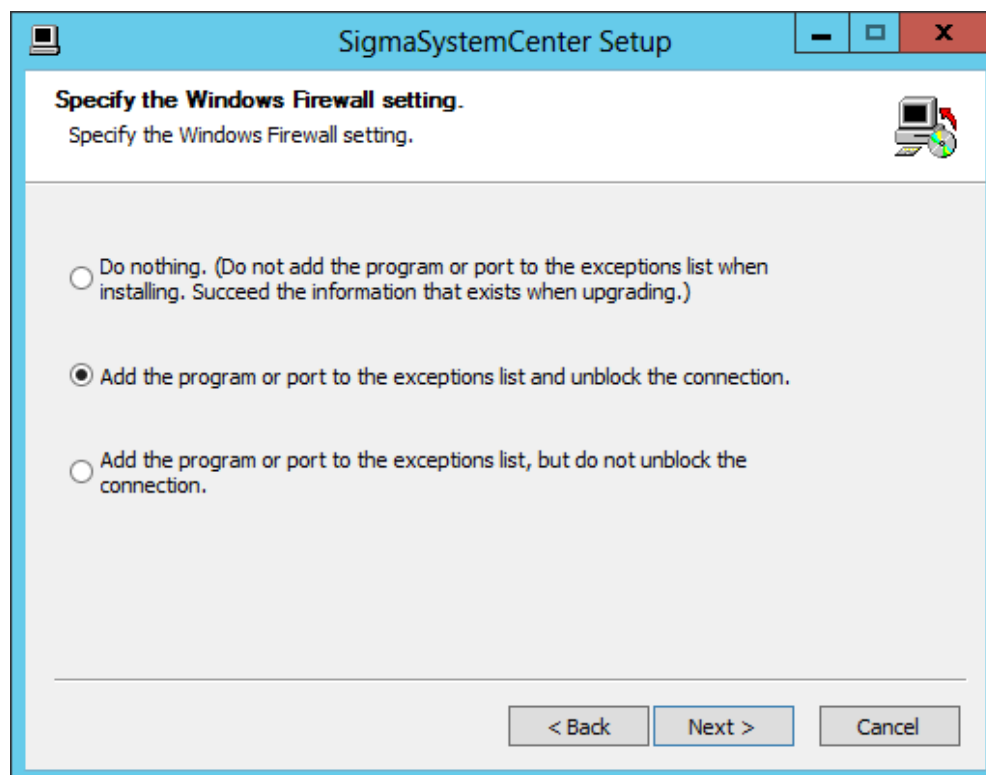 SigmaSystemCenter Setup
Specify the Windows Firewall setting.
Specify the Windows Firewall setting.
Do nothing. (Do not add the program or port to the exceptions list when
installing. Succeed the information that exists when upgrading.)
Add the program or port to the exceptions list and unblock the connection.
Add the program or port to the exceptions list, but do not unblock the
connection.
< Back
Next >
Cancel